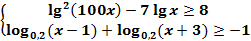 lg²(100x) − 7 lg x ≥ 8
log₀,₂(x − 1) + log₀,₂(x + 3) ≥ −1